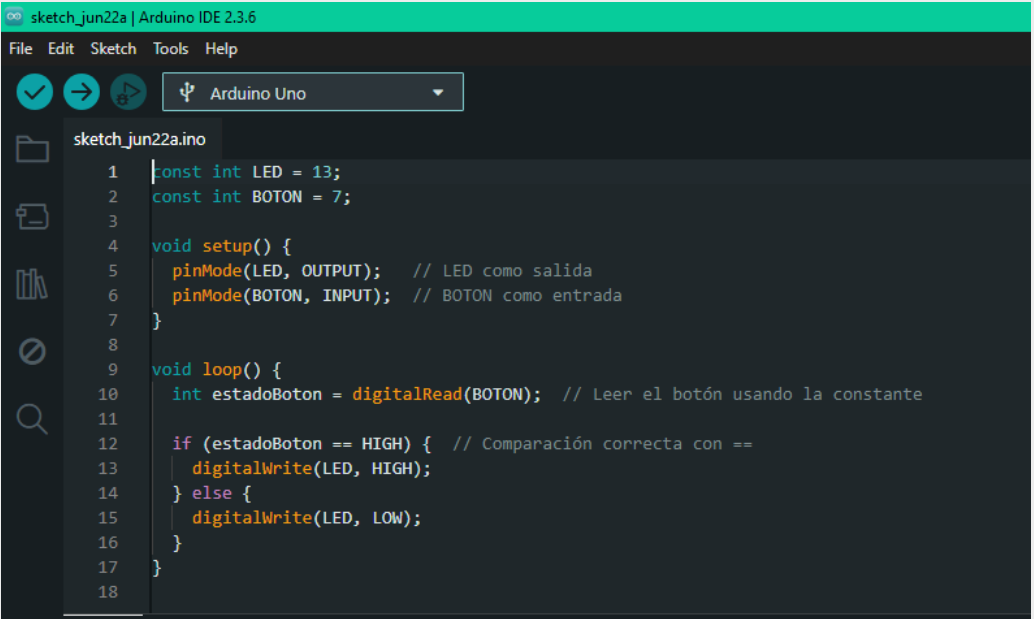 sketch_jun22a | Arduino IDE 2.3.6
File Edit Sketch Tools Help
Arduino Uno
sketch_jun22a.ino
1 const int LED = 13;
2 const int BOTON = 7;
3
4 void setup() {
5   pinMode(LED, OUTPUT);   // LED como salida
6   pinMode(BOTON, INPUT);  // BOTON como entrada
7 }
8
9 void loop() {
10   int estadoBoton = digitalRead(BOTON);  // Leer el botón usando la constante
11
12   if (estadoBoton == HIGH) {  // Comparación correcta con ==
13     digitalWrite(LED, HIGH);
14   } else {
15     digitalWrite(LED, LOW);
16   }
17 }
18